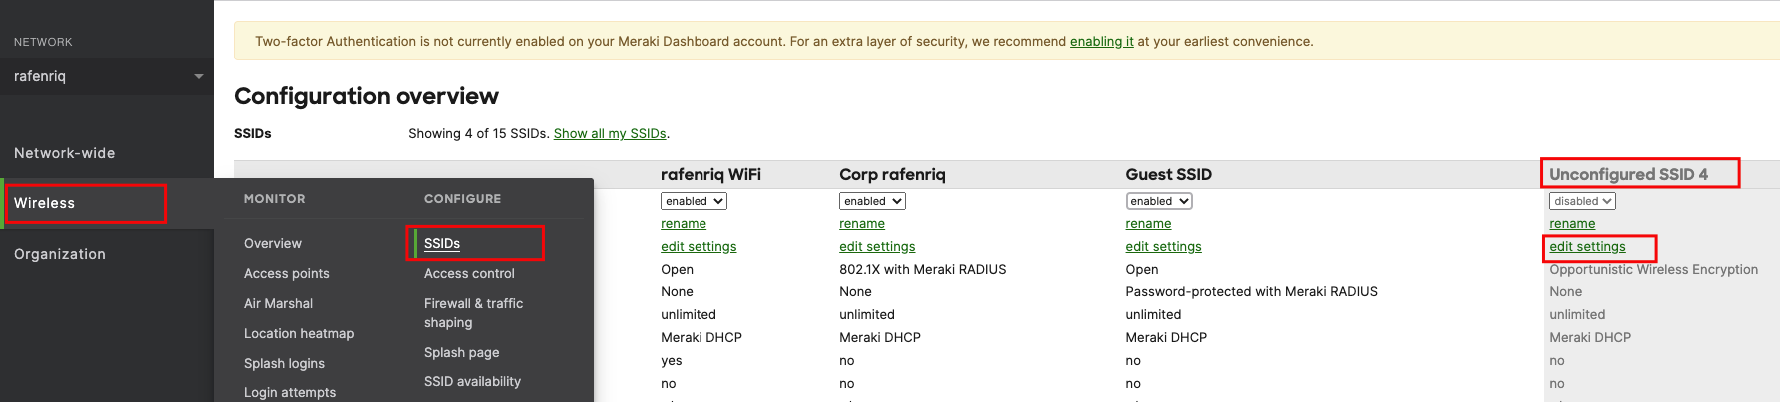 NETWORK
rafenriq
Network-wide
Wireless
Organization
MONITOR
Overview
Access points
Air Marshal
Location heatmap
Splash logins
Login attempts
CONFIGURE
SSIDs
Access control
Firewall & traffic
shaping
Splash page
SSID availability
Two-factor Authentication is not currently enabled on your Meraki Dashboard account. For an extra layer of security, we recommend enabling it at your earliest convenience.
Configuration overview
SSIDs Showing 4 of 15 SSIDs. Show all my SSIDs.
rafenriq WiFi Corp rafenriq Guest SSID Unconfigured SSID 4
enabled enabled enabled disabled
rename rename rename rename
edit settings edit settings edit settings edit settings
Open 802.1X with Meraki RADIUS Open Opportunistic Wireless Encryption
None None Password-protected with Meraki RADIUS None
unlimited unlimited unlimited unlimited
Meraki DHCP Meraki DHCP Meraki DHCP Meraki DHCP
yes no no no
no no no no